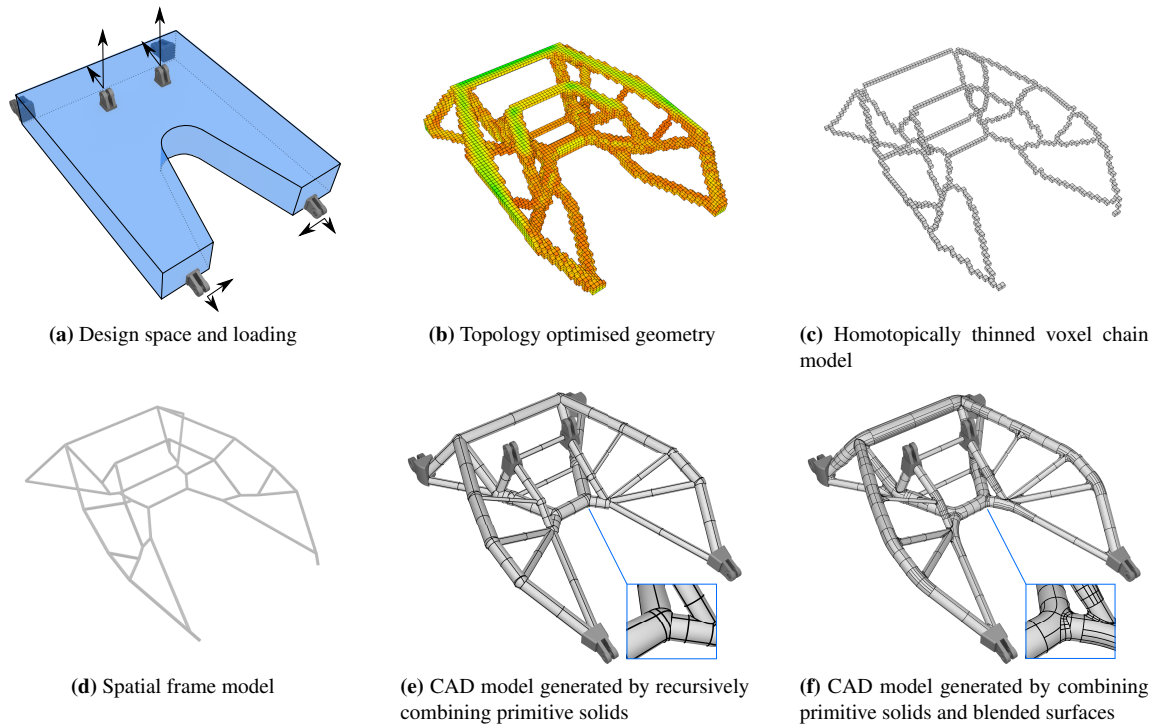 (a) Design space and loading
(b) Topology optimised geometry
(c) Homotopically thinned voxel chain
model
(d) Spatial frame model
(e) CAD model generated by recursively
combining primitive solids
(f) CAD model generated by combining
primitive solids and blended surfaces